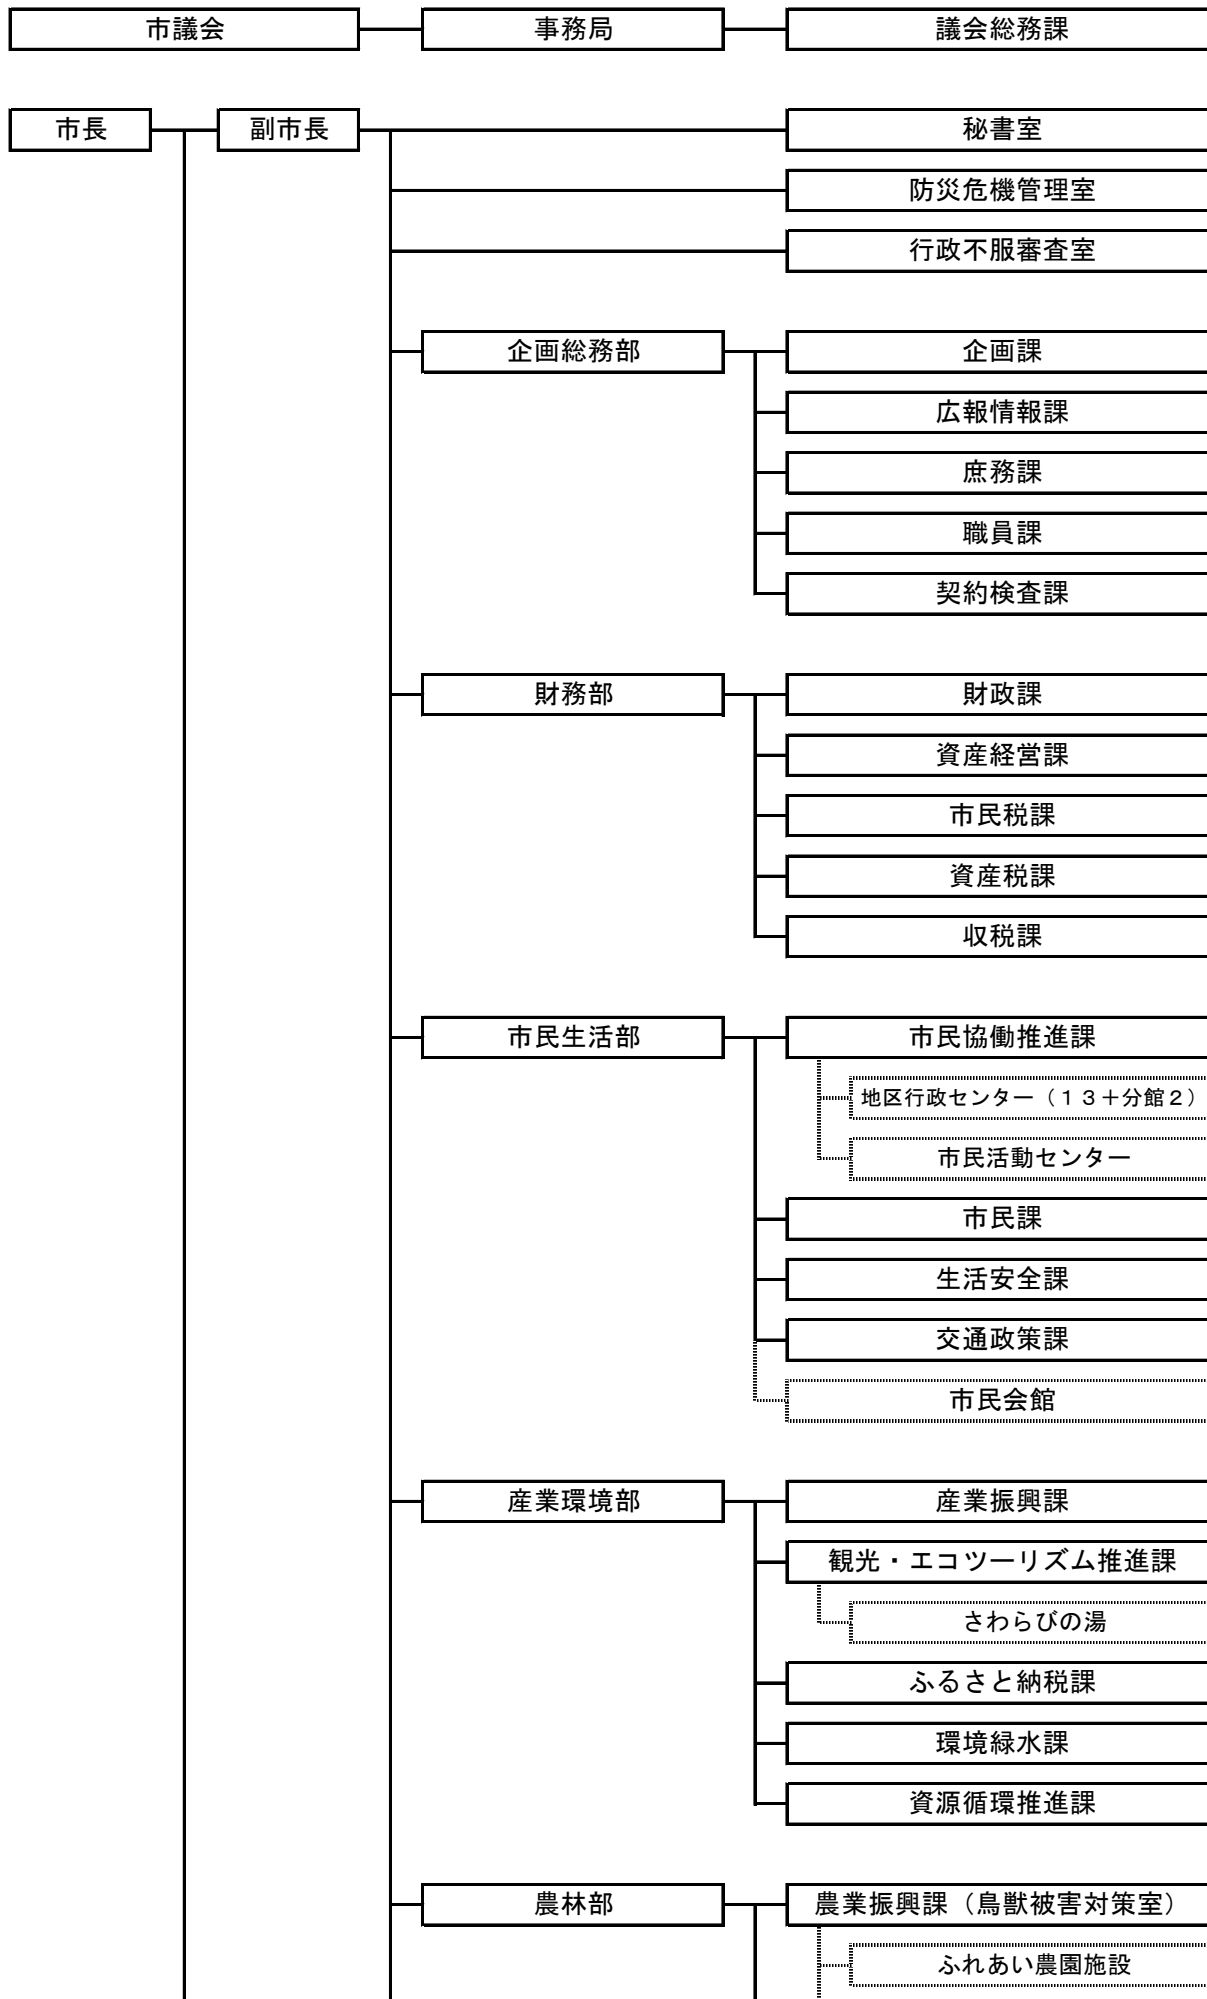 市議会
事務局
議会総務課
市長
副市長
秘書室
防災危機管理室
行政不服審査室
企画総務部
企画課
広報情報課
庶務課
職員課
契約検査課
財務部
財政課
資産経営課
市民税課
資産税課
収税課
市民生活部
市民協働推進課
地区行政センター（１３＋分館２）
市民活動センター
市民課
生活安全課
交通政策課
市民会館
産業環境部
産業振興課
観光・エコツーリズム推進課
さわらびの湯
ふるさと納税課
環境緑水課
資源循環推進課
農林部
農業振興課（鳥獣被害対策室）
ふれあい農園施設